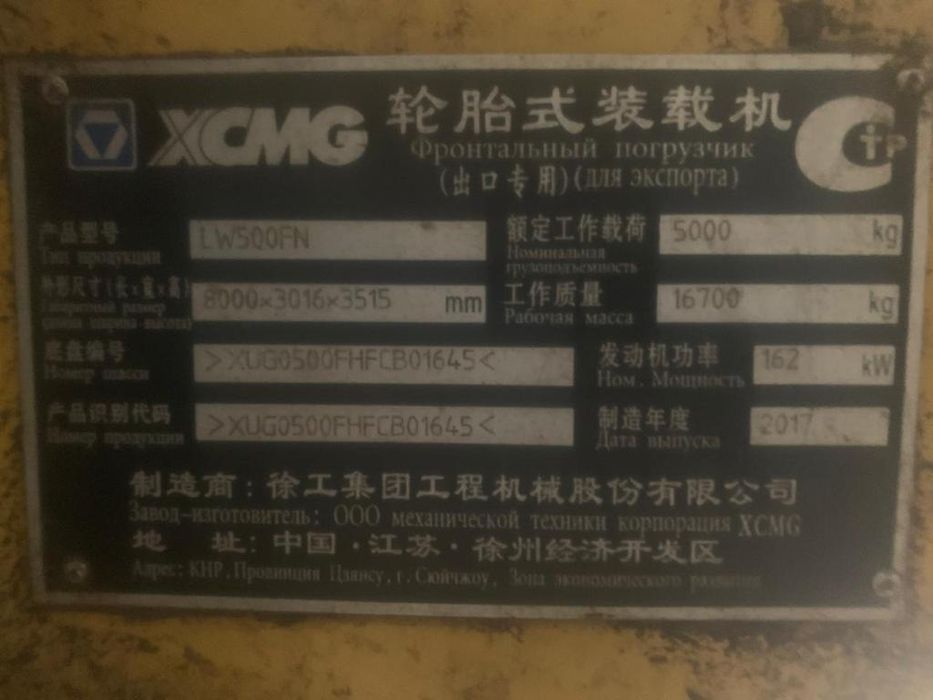 XCMG 轮胎式装载机
Фронтальный погрузчик
(出口专用)(для экспорта)
产品型号 LW500FN
Тип продукции
额定工作载荷 5000 kg
Номинальная
грузоподъемность
外形尺寸(长×宽×高) 8000×3016×3515 mm
Габаритный размер
(длина ширина высота)
工作质量 16700 kg
Рабочая масса
底盘编号 >XUG0500FHFCB01645<
Номер шасси
发动机功率 162 kW
Ном. Мощность
产品识别代码 >XUG0500FHFCB01645<
Номер продукции
制造年度 2017
Дата выпуска
制造商:徐工集团工程机械股份有限公司
Завод-изготовитель: ООО механической техники корпорация XCMG
地 址:中国·江苏·徐州经济开发区
Адрес: КНР, Провинция Цзянсу, г. Сюйчжоу, Зона экономического развития